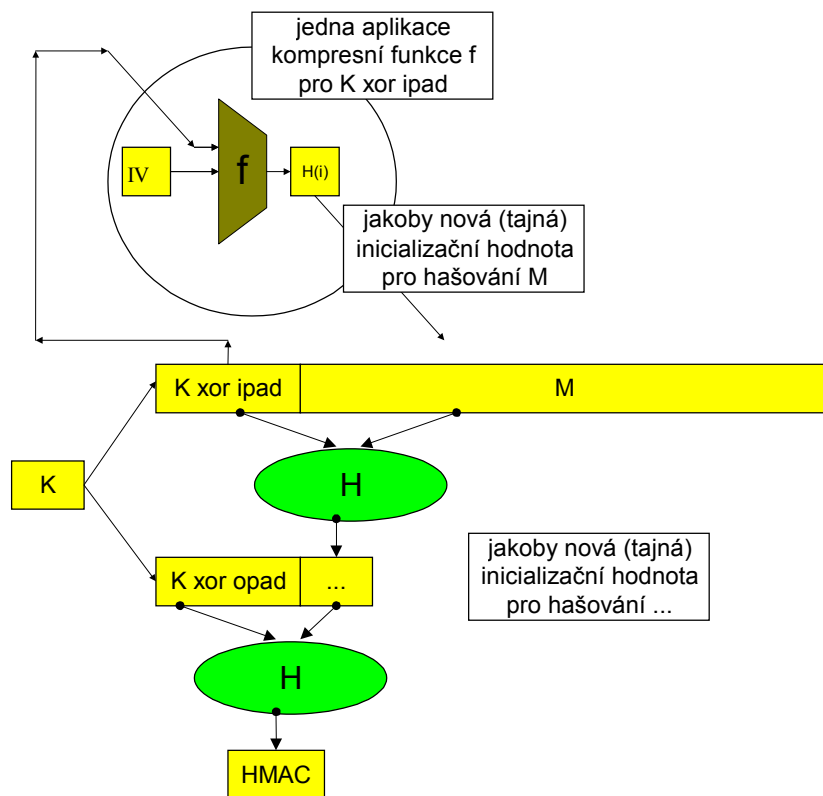 jedna aplikace
kompresní funkce f
pro K xor ipad
IV
f
H(i)
jakoby nová (tajná)
inicializační hodnota
pro hašování M
K xor ipad
M
K
H
jakoby nová (tajná)
inicializační hodnota
pro hašování ...
K xor opad
...
H
HMAC